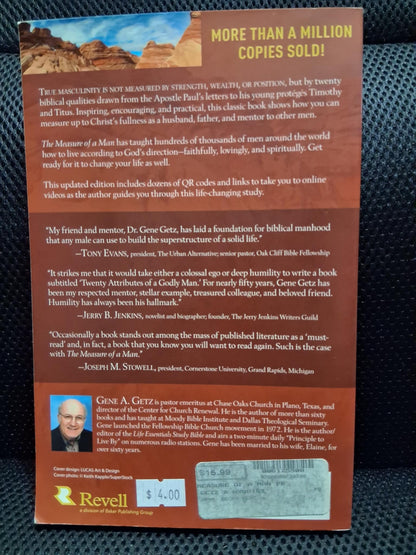 MORE THAN A MILLION
COPIES SOLD!
TRUE MASCULINITY IS NOT MEASURED BY STRENGTH, WEALTH, OR POSITION, but by twenty
biblical qualities drawn from the Apostle Paul's letters to his young protégés Timothy
and Titus. Inspiring, encouraging, and practical, this classic book shows how you can
measure up to Christ's fullness as a husband, father, and mentor to other men.
The Measure of a Man has taught hundreds of thousands of men around the world
how to live according to God's direction—faithfully, lovingly, and spiritually. Get
ready for it to change your life as well.
This updated edition includes dozens of QR codes and links to take you to online
videos as the author guides you through this life-changing study.
"My friend and mentor, Dr. Gene Getz, has laid a foundation for biblical manhood
that any male can use to build the superstructure of a solid life."
—TONY EVANS, president, The Urban Alternative; senior pastor, Oak Cliff Bible Fellowship
"It strikes me that it would take either a colossal ego or deep humility to write a book
subtitled 'Twenty Attributes of a Godly Man.' For nearly fifty years, Gene Getz has
been my respected mentor, stellar example, treasured colleague, and beloved friend.
Humility has always been his hallmark."
—JERRY B. JENKINS, novelist and biographer; founder, The Jerry Jenkins Writers Guild
"Occasionally a book stands out among the mass of published literature as a 'must-
read' and, in fact, a book that you know you will want to read again. Such is the case
with The Measure of a Man."
—JOSEPH M. STOWELL, president, Cornerstone University, Grand Rapids, Michigan
GENE A. GETZ is pastor emeritus at Chase Oaks Church in Plano, Texas, and
director of the Center for Church Renewal. He is the author of more than sixty
books and has taught at Moody Bible Institute and Dallas Theological Seminary.
Gene launched the Fellowship Bible Church movement in 1972. He is the author/
editor of the Life Essentials Study Bible and airs a two-minute daily "Principle to
Live By" on numerous radio stations. Gene has been married to his wife, Elaine, for
over sixty years.
Cover design: LUCAS Art & Design
Cover photo: © Keith Kapple/SuperStock
Revell
a division of Baker Publishing Group
$ 4.00
$16.99
MEASURE OF A MAN PB